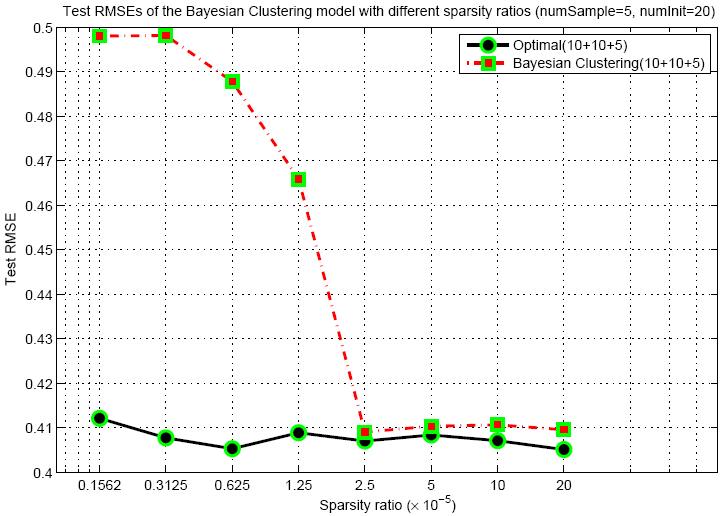 Test RMSEs of the Bayesian Clustering model with different sparsity ratios (numSample=5, numInit=20)
Optimal(10+10+5)
Bayesian Clustering(10+10+5)
Test RMSE
0.5
0.49
0.48
0.47
0.46
0.45
0.44
0.43
0.42
0.41
0.4
0.1562 0.3125 0.625 1.25 2.5 5 10 20
Sparsity ratio (× 10⁻⁵)